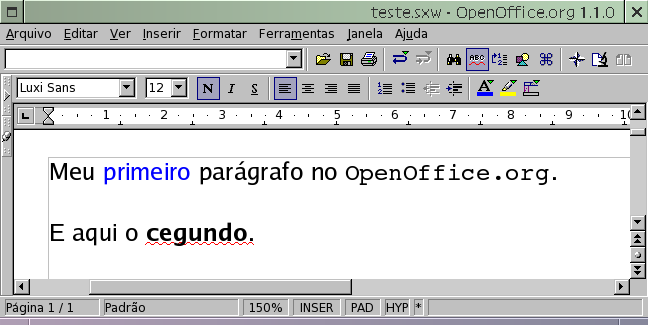 teste.sxw - OpenOffice.org 1.1.0
Arquivo Editar Ver Inserir Formatar Ferramentas Janela Ajuda
ABC
Luxi Sans 12 N I S A
1 2 3 4 5 6 7 8 9 10
Meu primeiro parágrafo no OpenOffice.org.
E aqui o cegundo.
Página 1 / 1 Padrão 150% INSER PAD HYP *